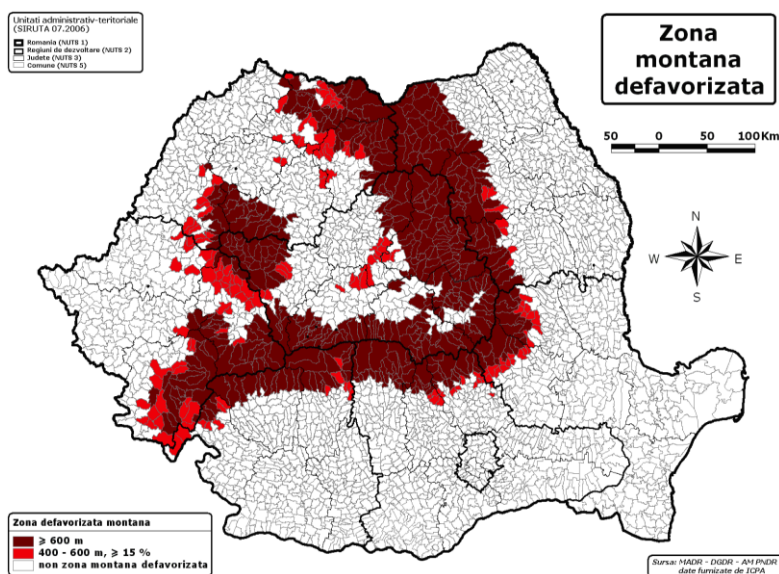 Unitati administrativ-teritoriale
(SIRUTA 07.2006)
Romania (NUTS 1)
Regiuni de dezvoltare (NUTS 2)
Judete (NUTS 3)
Comune (NUTS 5)
Zona
montana
defavorizata
50 0 50 100 Km
N
W E
S
Zona defavorizata montana
≥ 600 m
400 - 600 m, ≥ 15 %
non zona montana defavorizata
Sursa: MADR - DGDR - AM PNDR
date furnizate de ICPA